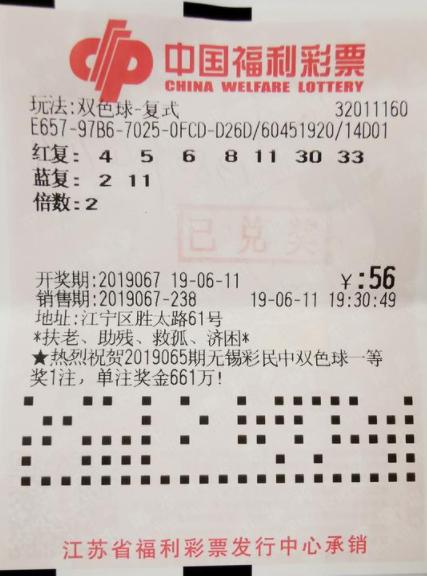 中国福利彩票
CHINA WELFARE LOTTERY
玩法:双色球-复式 32011160
E657-97B6-7025-0FCD-D26D/60451920/14D01
红复: 4 5 6 8 11 30 33
蓝复: 2 11
倍数:2
已兑奖
开奖期:2019067 19-06-11 ¥:56
销售期:2019067-238 19-06-11 19:30:49
地址:江宁区胜太路61号
*扶老、助残、救孤、济困*
★热烈祝贺2019065期无锡彩民中双色球一等
奖1注，单注奖金661万!
江苏省福利彩票发行中心承销